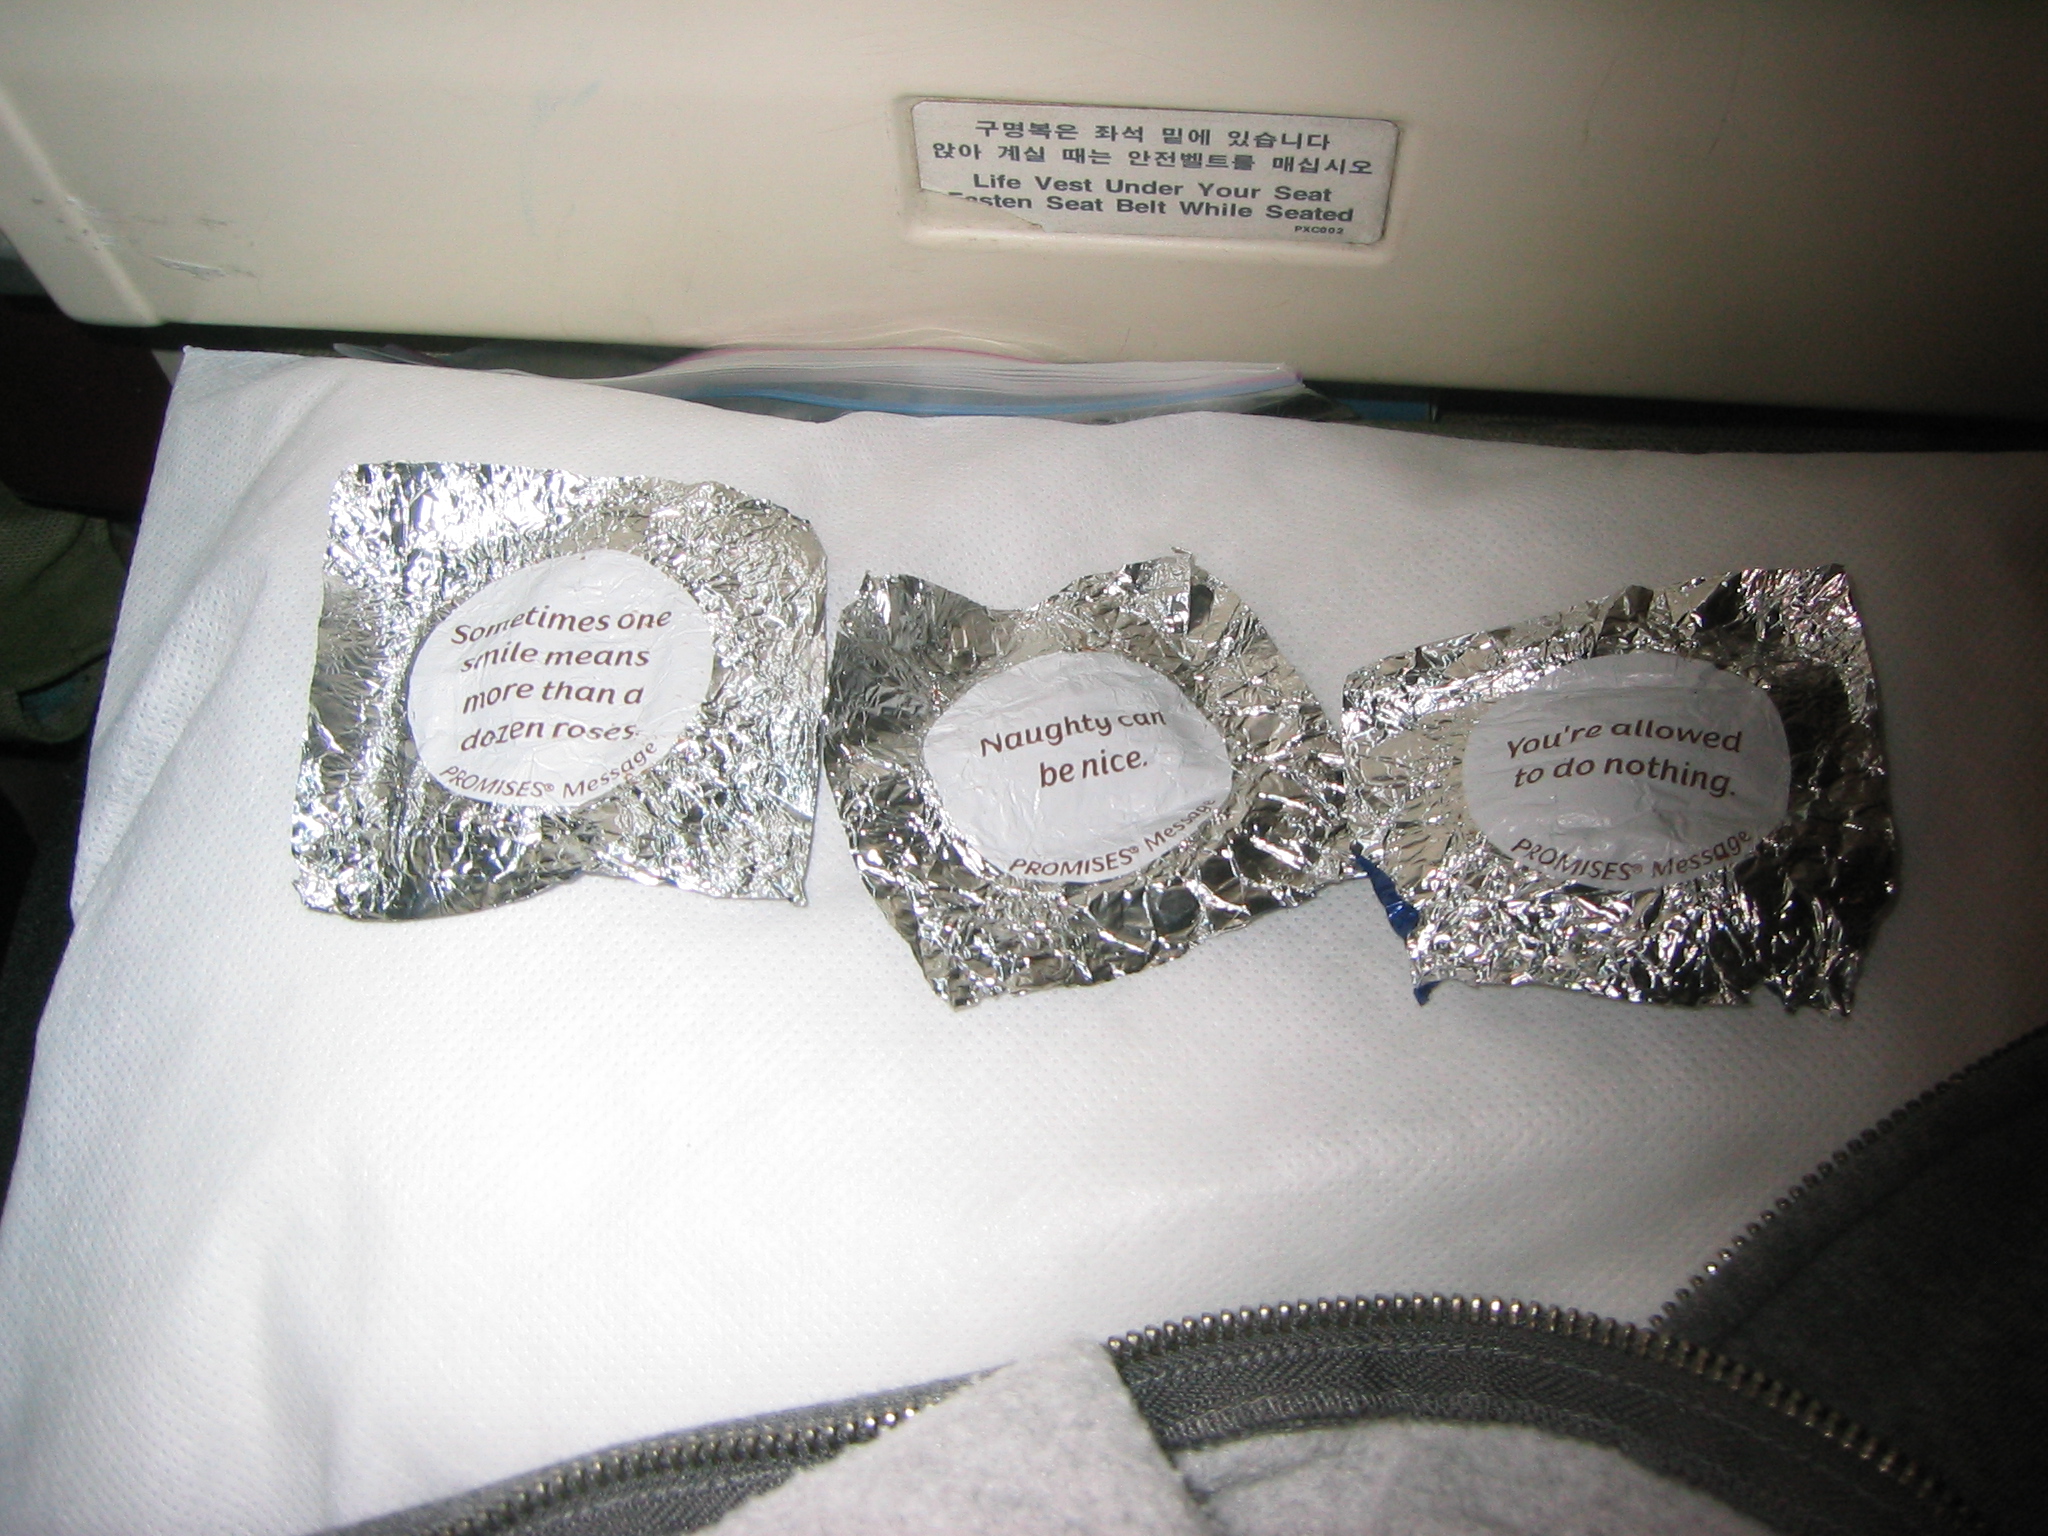 구명복은 좌석 밑에 있습니다
앉아 계실 때는 안전벨트를 매십시오
Life Vest Under Your Seat
Fasten Seat Belt While Seated
PXC002
Sometimes one
smile means
more than a
dozen roses.
PROMISES® Message
Naughty can
be nice.
PROMISES® Message
You're allowed
to do nothing.
PROMISES® Message